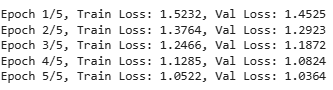 Epoch 1/5, Train Loss: 1.5232, Val Loss: 1.4525
Epoch 2/5, Train Loss: 1.3764, Val Loss: 1.2923
Epoch 3/5, Train Loss: 1.2466, Val Loss: 1.1872
Epoch 4/5, Train Loss: 1.1285, Val Loss: 1.0824
Epoch 5/5, Train Loss: 1.0522, Val Loss: 1.0364